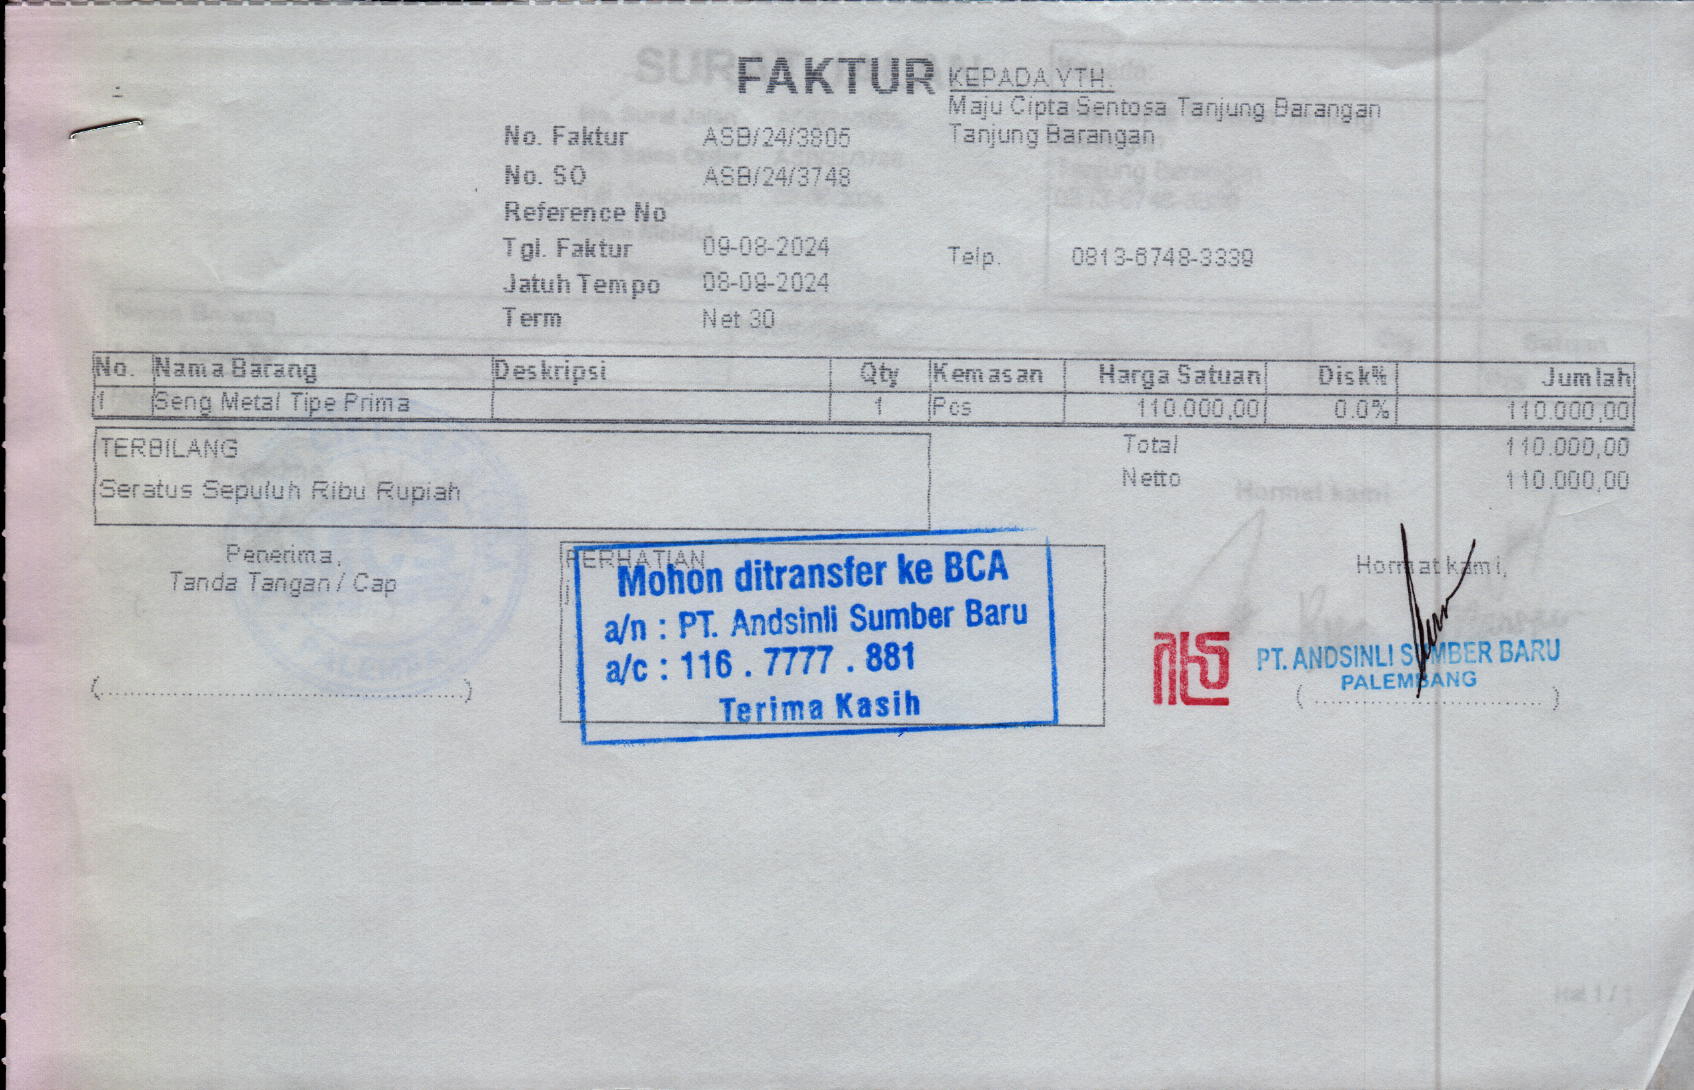 FAKTUR
KEPADA YTH.
Maju Cipta Sentosa Tanjung Barangan
Tanjung Barangan
No. Faktur ASB/24/3805
No. SO ASB/24/3748
Reference No
Tgl. Faktur 09-08-2024
Telp. 0813-6748-3339
Jatuh Tempo 08-09-2024
Term Net 30
No. Nama Barang Deskripsi Qty Kemasan Harga Satuan Disk% Jumlah
1 Seng Metal Tipe Prima 1 Pcs 110.000,00 0.0% 110.000,00
TERBILANG
Seratus Sepuluh Ribu Rupiah
Total 110.000,00
Netto 110.000,00
Penerima,
Tanda Tangan / Cap
(..........................................................)
PERHATIAN
Mohon ditransfer ke BCA
a/n : PT. Andsinli Sumber Baru
a/c : 116 . 7777 . 881
Terima Kasih
Hormat kami,
PT. ANDSINLI SUMBER BARU
PALEMBANG
( .................................... )